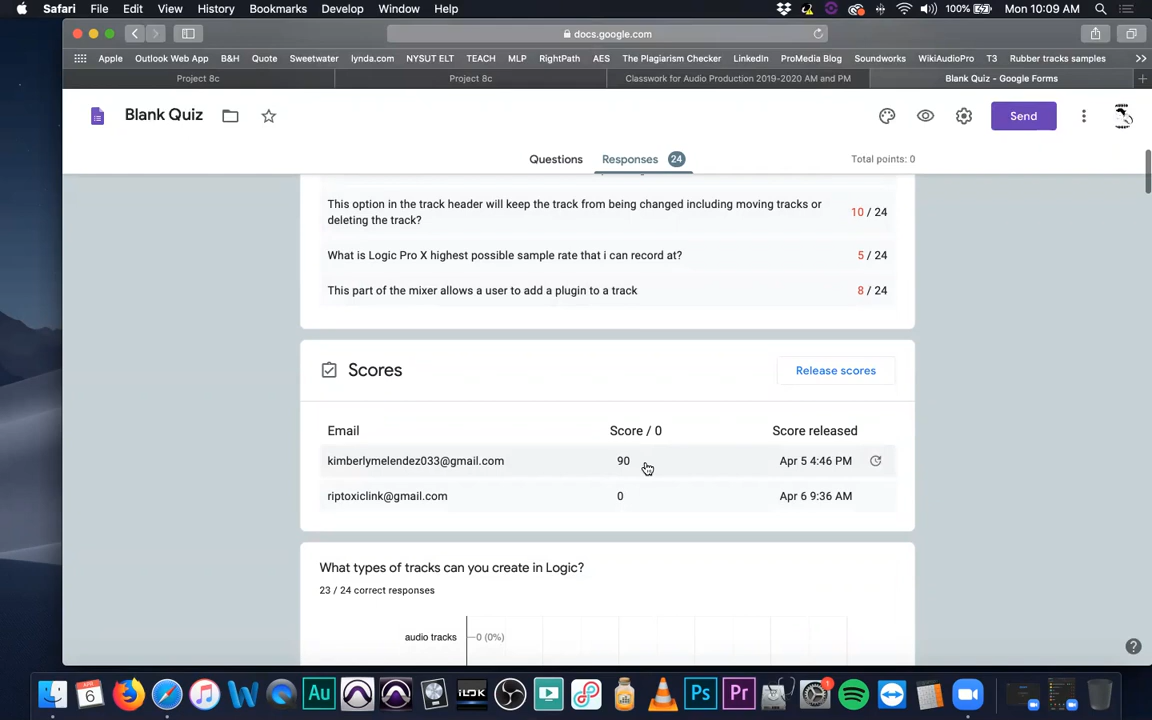 Safari File Edit View History Bookmarks Develop Window Help 100% Mon 10:09 AM
docs.google.com
Apple Outlook Web App B&H Quote Sweetwater lynda.com NYSUT ELT TEACH MLP RightPath AES The Plagiarism Checker LinkedIn ProMedia Blog Soundworks WikiAudioPro T3 Rubber tracks samples
Project 8c Project 8c Classwork for Audio Production 2019-2020 AM and PM Blank Quiz - Google Forms
Blank Quiz Send
Questions Responses 24 Total points: 0
This option in the track header will keep the track from being changed including moving tracks or
deleting the track?
10 / 24
What is Logic Pro X highest possible sample rate that i can record at? 5 / 24
This part of the mixer allows a user to add a plugin to a track 8 / 24
Scores Release scores
Email Score / 0 Score released
kimberlymelendez033@gmail.com 90 Apr 5 4:46 PM
riptoxiclink@gmail.com 0 Apr 6 9:36 AM
What types of tracks can you create in Logic?
23 / 24 correct responses
audio tracks 0 (0%)
APR 6 W Au iLOK Ps Pr 1